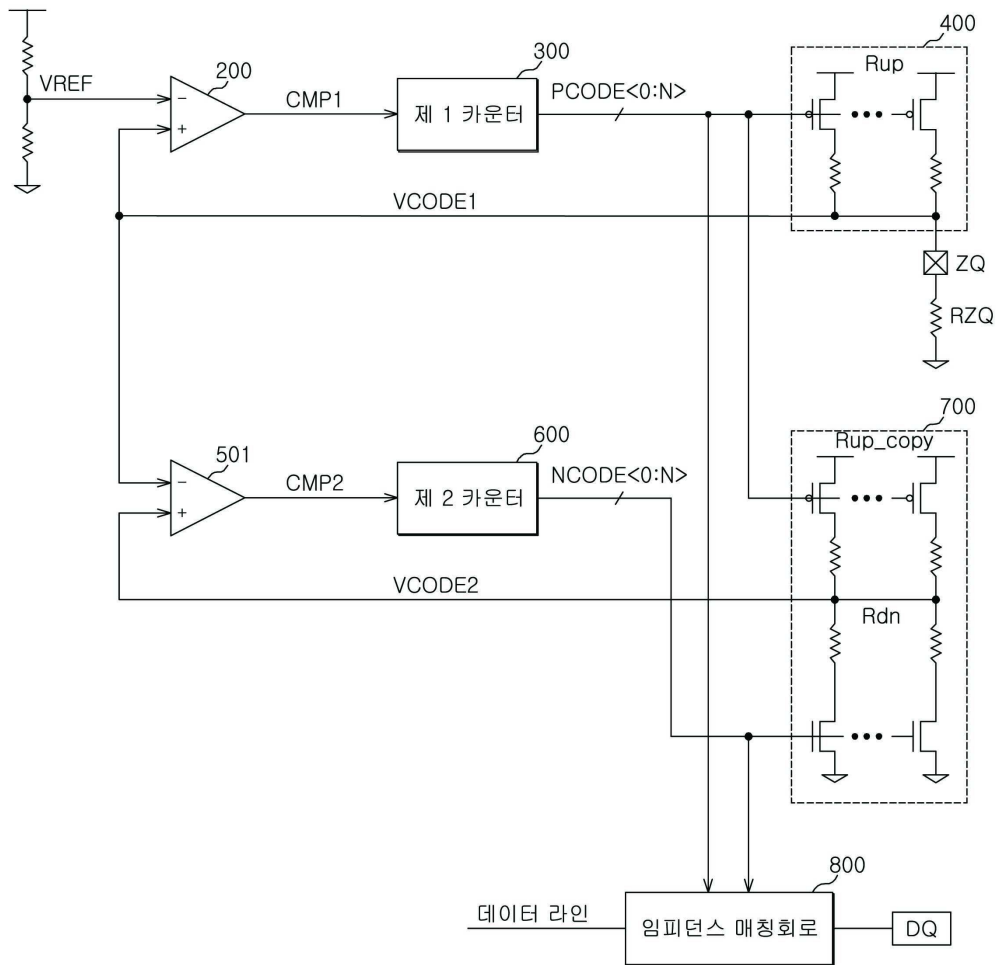 400
300
Rup
200
VREF
CMP1
제 1 카운터
PCODE<0:N>
VCODE1
ZQ
RZQ
700
600
Rup_copy
501
CMP2
제 2 카운터
NCODE<0:N>
VCODE2
Rdn
800
데이터 라인
임피던스 매칭회로
DQ